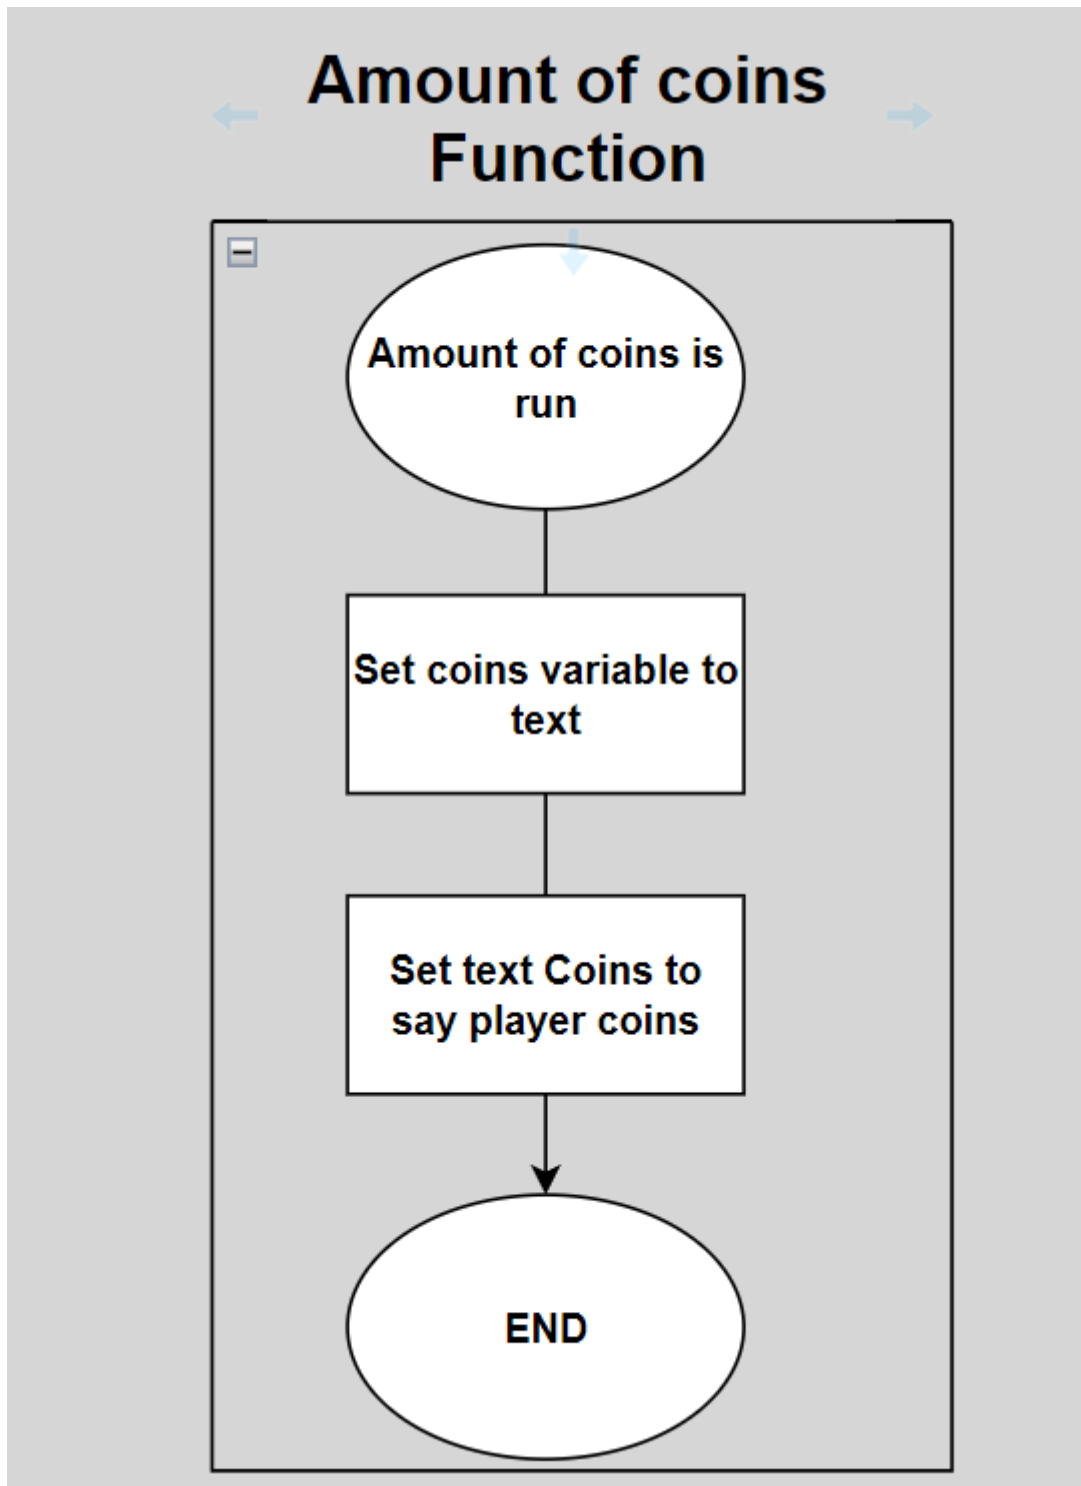 Amount of coins
Function
Amount of coins is
run
Set coins variable to
text
Set text Coins to
say player coins
END